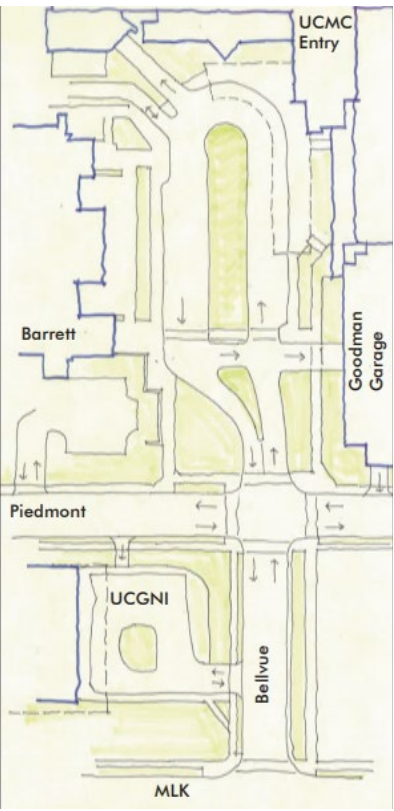 UCMC
Entry
Barrett
Goodman
Garage
Piedmont
UCGNI
Bellvue
MLK